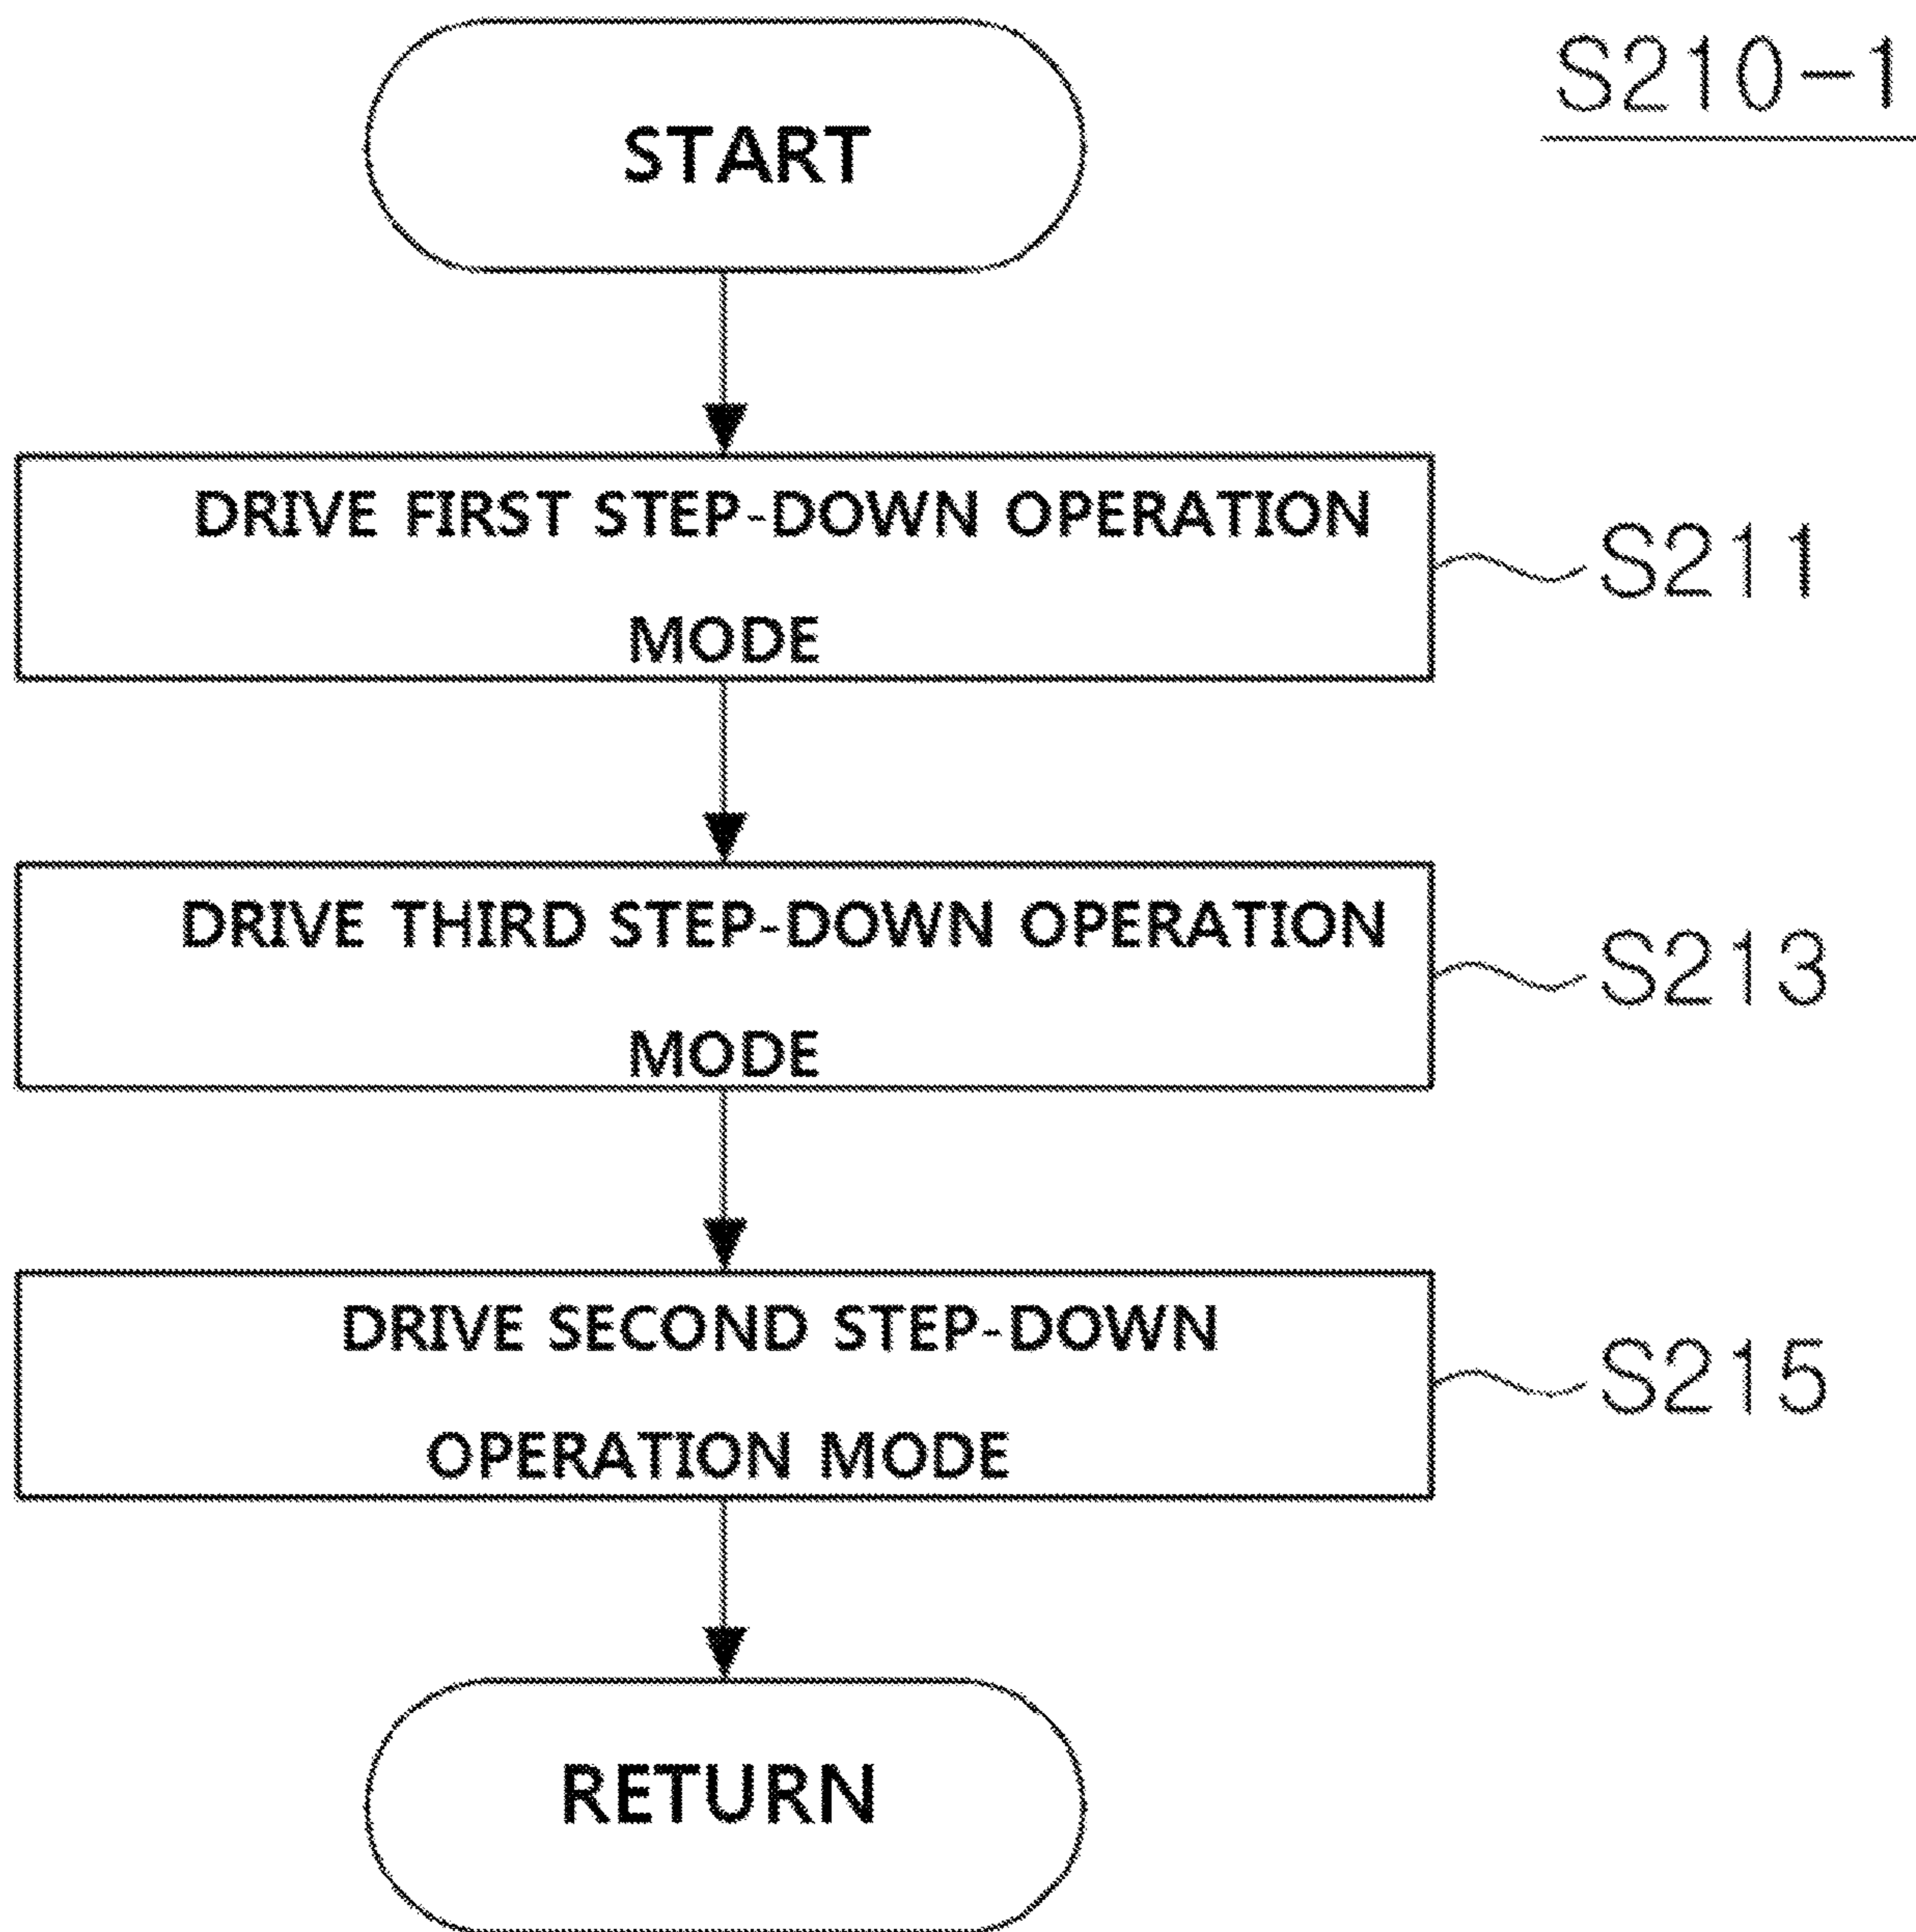 S210-1
START
DRIVE FIRST STEP-DOWN OPERATION
MODE
S211
DRIVE THIRD STEP-DOWN OPERATION
MODE
S213
DRIVE SECOND STEP-DOWN
OPERATION MODE
S215
RETURN